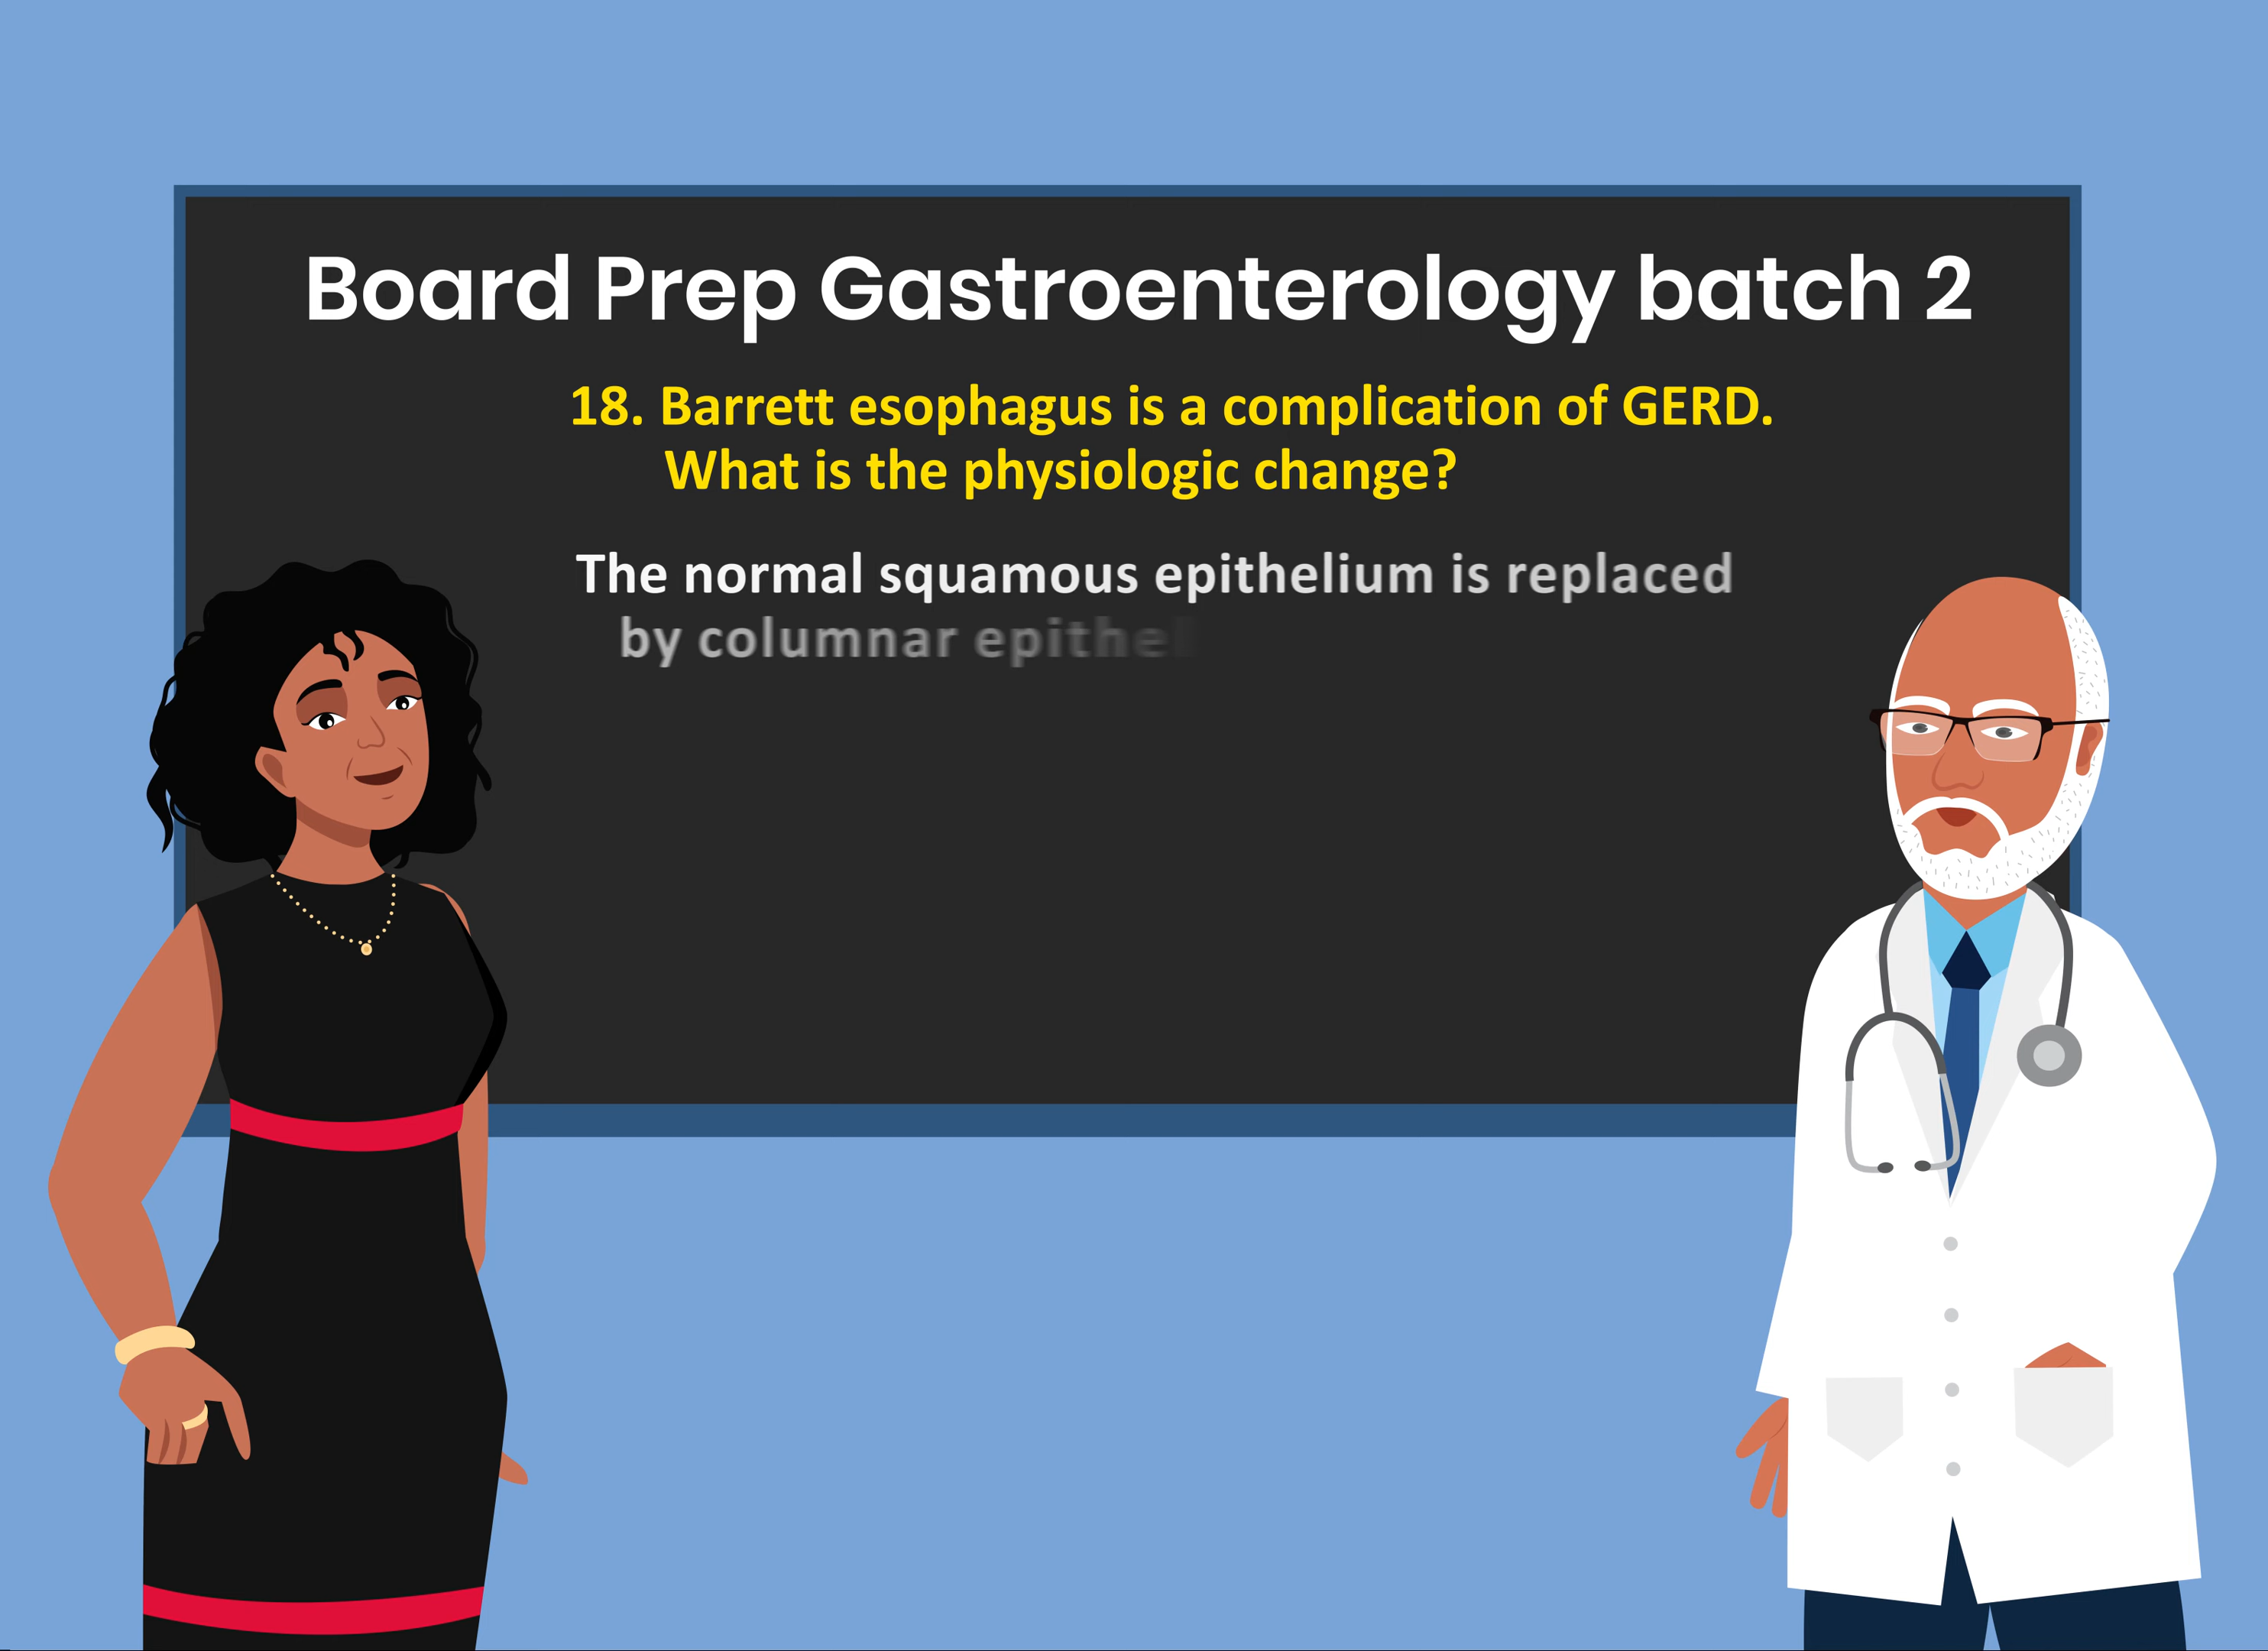 Board Prep Gastroenterology batch 2
18. Barrett esophagus is a complication of GERD.
What is the physiologic change?
The normal squamous epithelium is replaced
by columnar